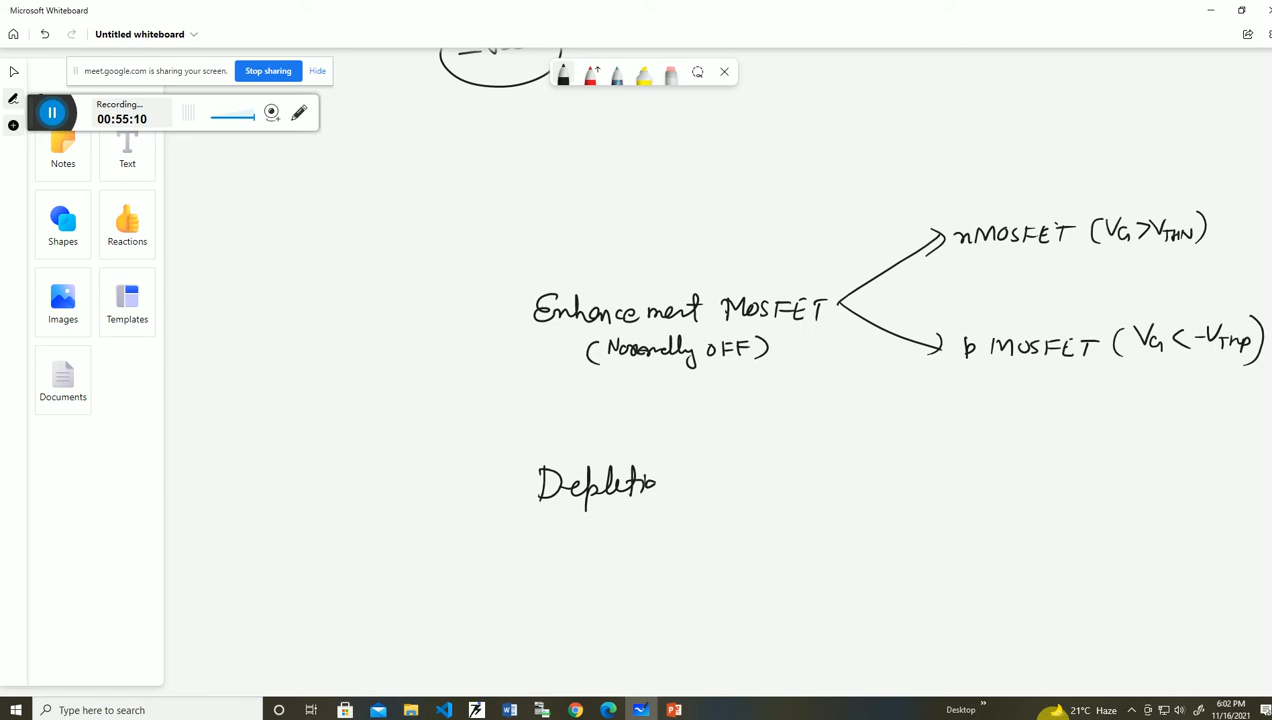 Microsoft Whiteboard
Untitled whiteboard
meet.google.com is sharing your screen.
Stop sharing
Hide
Recording...
00:55:10
Notes
Text
Shapes
Reactions
Images
Templates
Documents
nMOSFET (VG>VTHN)
Enhancement MOSFET
(Normally OFF)
p MOSFET (VG < -VTHP)
Depletio
Type here to search
Desktop
21°C Haze
6:02 PM
11/16/2021